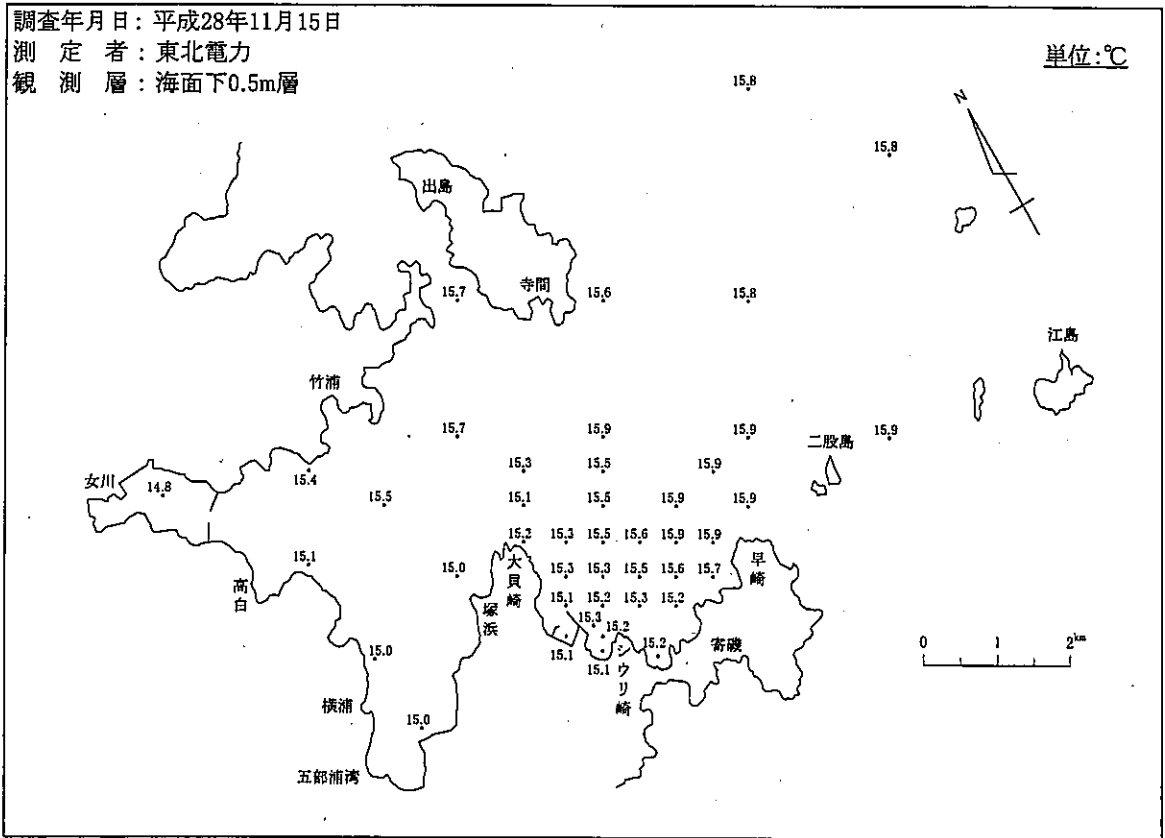 調査年月日：平成28年11月15日
測 定 者：東北電力
観 測 層：海面下0.5m層
単位:℃
15.8
N
15.8
出島
寺間
15.7
15.6
15.8
江島
竹浦
15.7
15.9
15.9
15.9
二股島
15.3
15.5
15.9
15.4
女川
14.8
15.5
15.1
15.5
15.9
15.9
15.2
15.3
15.5
15.6
15.9
15.9
15.1
15.0
大貝崎
15.3
15.3
15.5
15.6
15.7
早崎
高白
塚浜
15.1
15.2
15.3
15.2
15.3
15.2
15.0
15.1
15.1
15.2
寄磯
シウリ崎
0 1 2km
横浦
15.0
五部浦湾